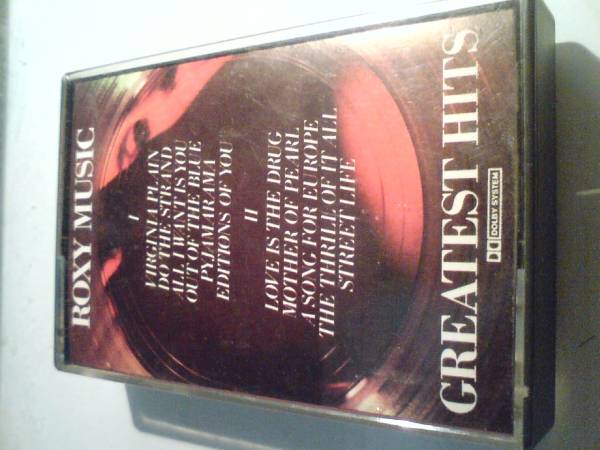 ROXY MUSIC
I
VIRGINIA PLAIN
DO THE STRAND
ALL I WANT IS YOU
OUT OF THE BLUE
PYJAMARAMA
EDITIONS OF YOU
II
LOVE IS THE DRUG
MOTHER OF PEARL
A SONG FOR EUROPE
THE THRILL OF IT ALL
STREET LIFE
GREATEST HITS
DOLBY SYSTEM